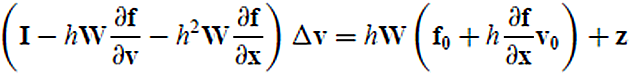 (I − hW ∂f/∂v − h²W ∂f/∂x) Δv = hW (f₀ + h ∂f/∂x v₀) + z